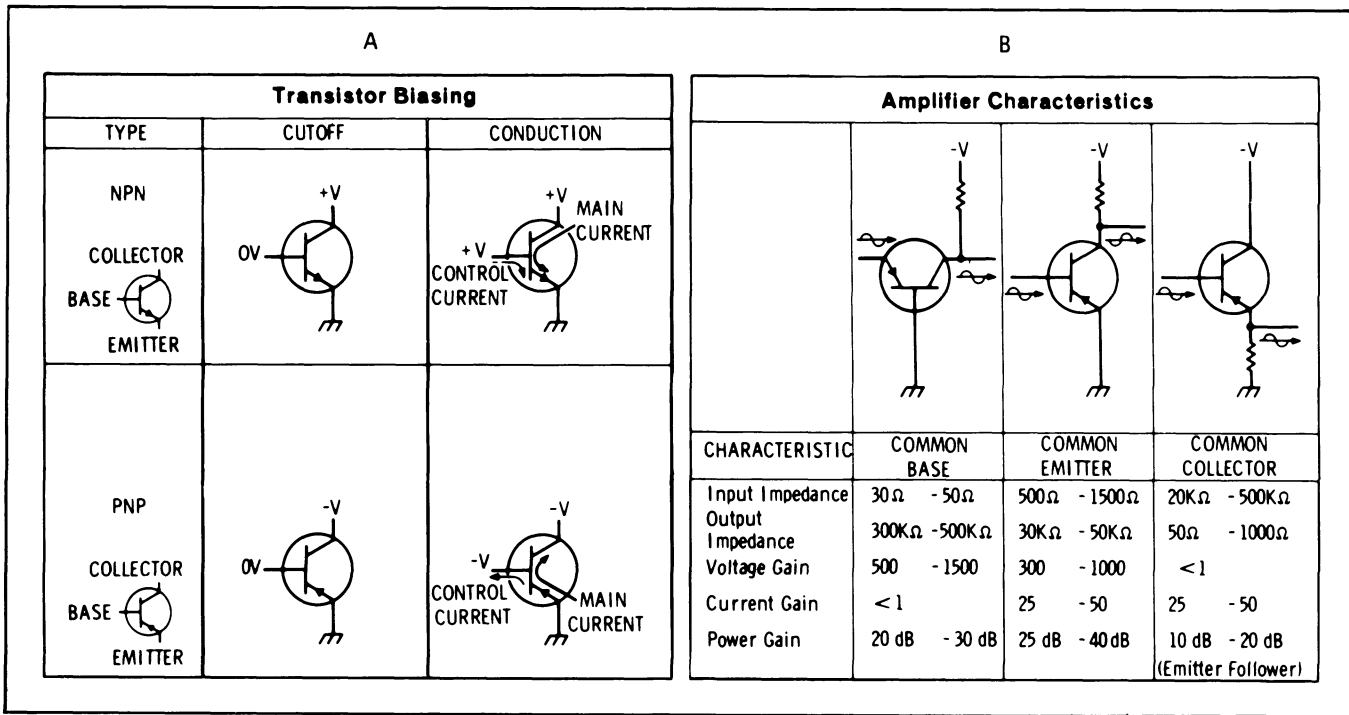 A
Transistor Biasing
TYPE CUTOFF CONDUCTION
NPN
COLLECTOR
BASE
EMITTER
+V
0V
+V
MAIN
CURRENT
+V
CONTROL
CURRENT
PNP
COLLECTOR
BASE
EMITTER
-V
0V
-V
-V
CONTROL
CURRENT
MAIN
CURRENT
B
Amplifier Characteristics
-V -V -V
CHARACTERISTIC COMMON BASE COMMON EMITTER COMMON COLLECTOR
Input Impedance 30Ω - 50Ω 500Ω - 1500Ω 20KΩ - 500KΩ
Output Impedance 300KΩ - 500KΩ 30KΩ - 50KΩ 50Ω - 1000Ω
Voltage Gain 500 - 1500 300 - 1000 < 1
Current Gain < 1 25 - 50 25 - 50
Power Gain 20 dB - 30 dB 25 dB - 40 dB 10 dB - 20 dB
(Emitter Follower)